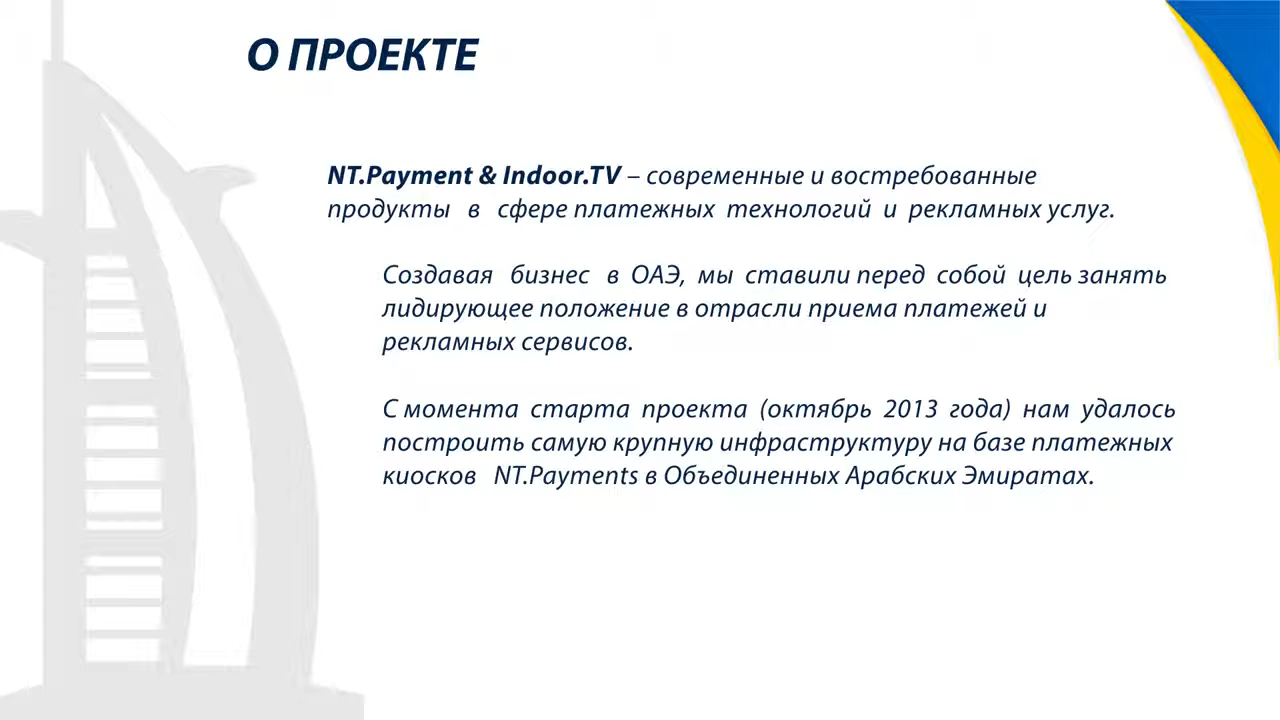 О ПРОЕКТЕ
NT.Payment & Indoor.TV – современные и востребованные
продукты в сфере платежных технологий и рекламных услуг.
Создавая бизнес в ОАЭ, мы ставили перед собой цель занять
лидирующее положение в отрасли приема платежей и
рекламных сервисов.
С момента старта проекта (октябрь 2013 года) нам удалось
построить самую крупную инфраструктуру на базе платежных
киосков NT.Payments в Объединенных Арабских Эмиратах.